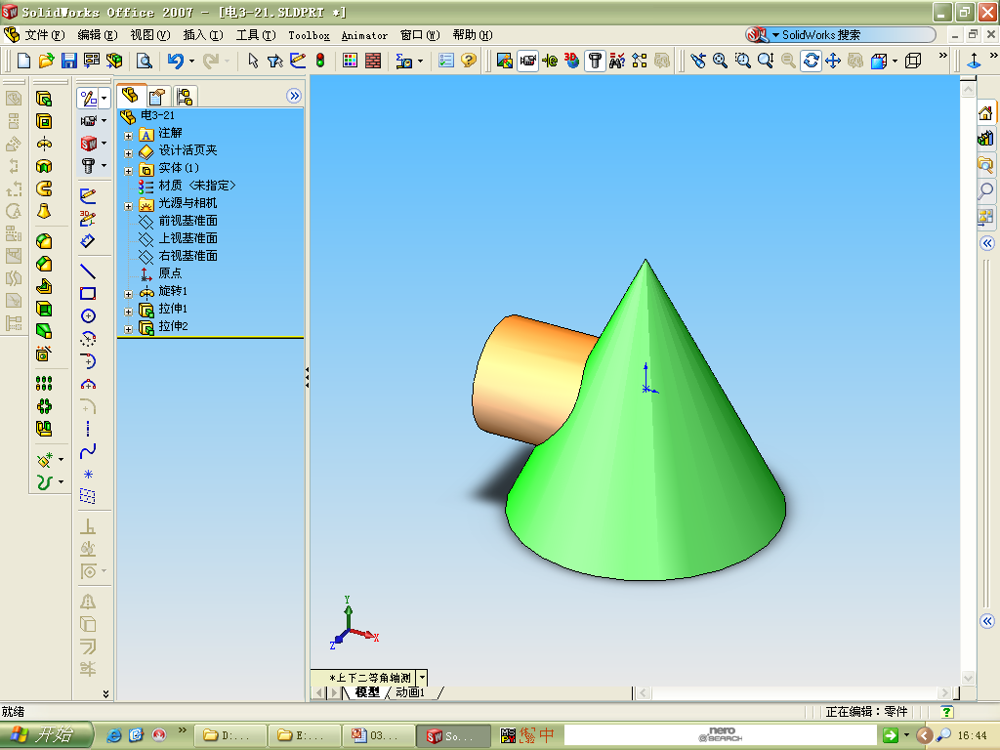 SolidWorks Office 2007 - [电3-21.SLDPRT *]
文件(F) 编辑(E) 视图(V) 插入(I) 工具(T) Toolbox Animator 窗口(W) 帮助(H)
SolidWorks 搜索
电3-21
注解
设计活页夹
实体(1)
材质 <未指定>
光源与相机
前视基准面
上视基准面
右视基准面
原点
旋转1
拉伸1
拉伸2
3D
3D
Y
X
Z
*上下二等角轴测
模型 动画1
就绪
正在编辑:零件
开始
D:...
E:...
03...
So...
中
nero
SEARCH
16:44